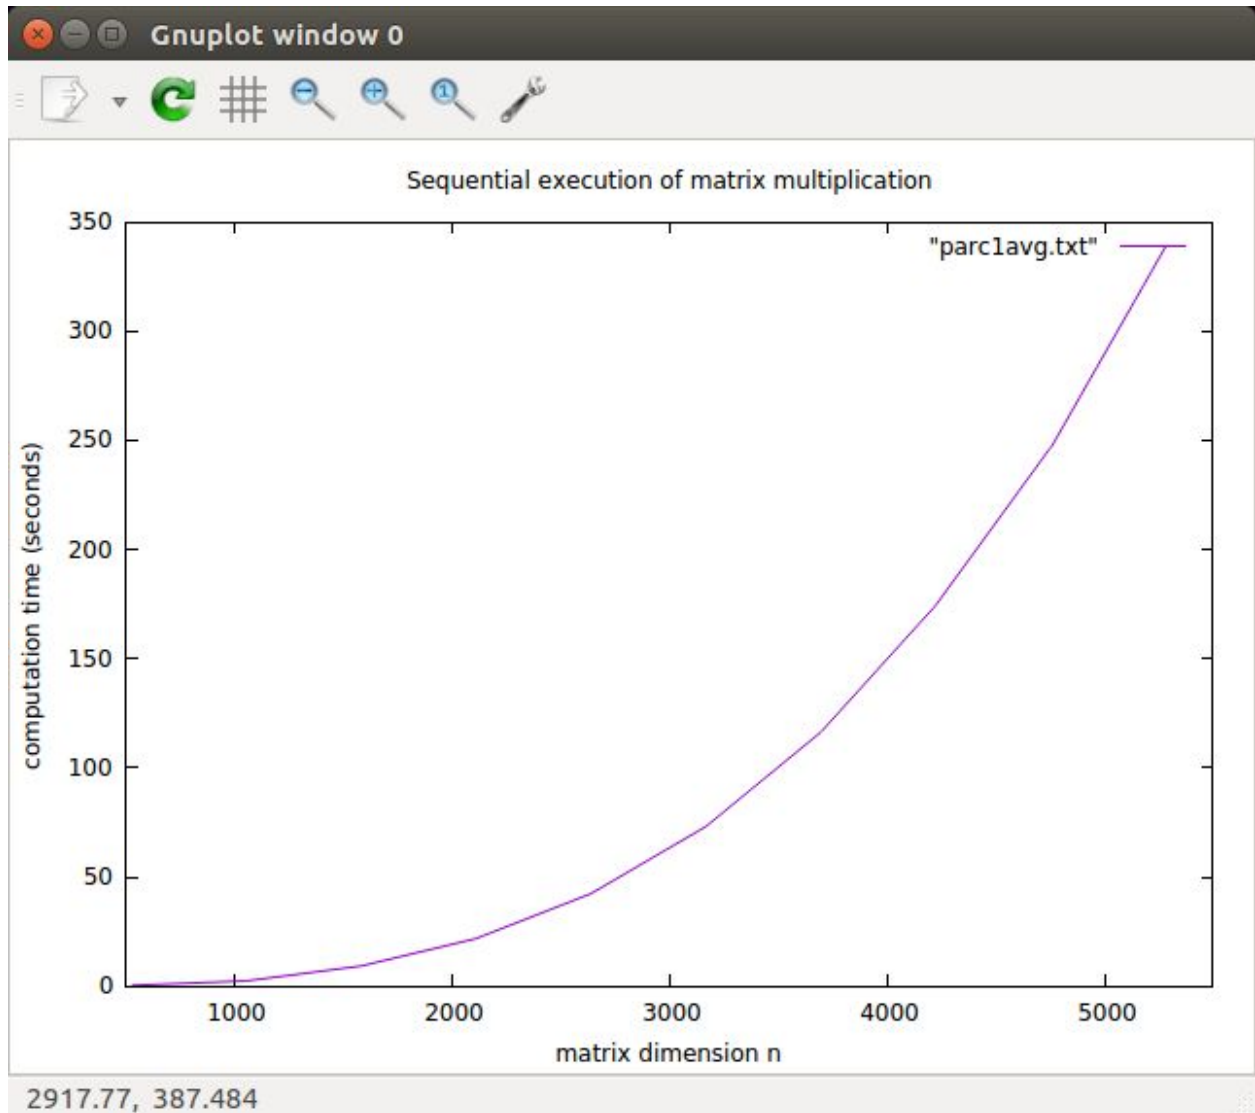 Gnuplot window 0
1
Sequential execution of matrix multiplication
"parc1avg.txt"
350
300
250
200
150
100
50
0
computation time (seconds)
1000 2000 3000 4000 5000
matrix dimension n
2917.77, 387.484